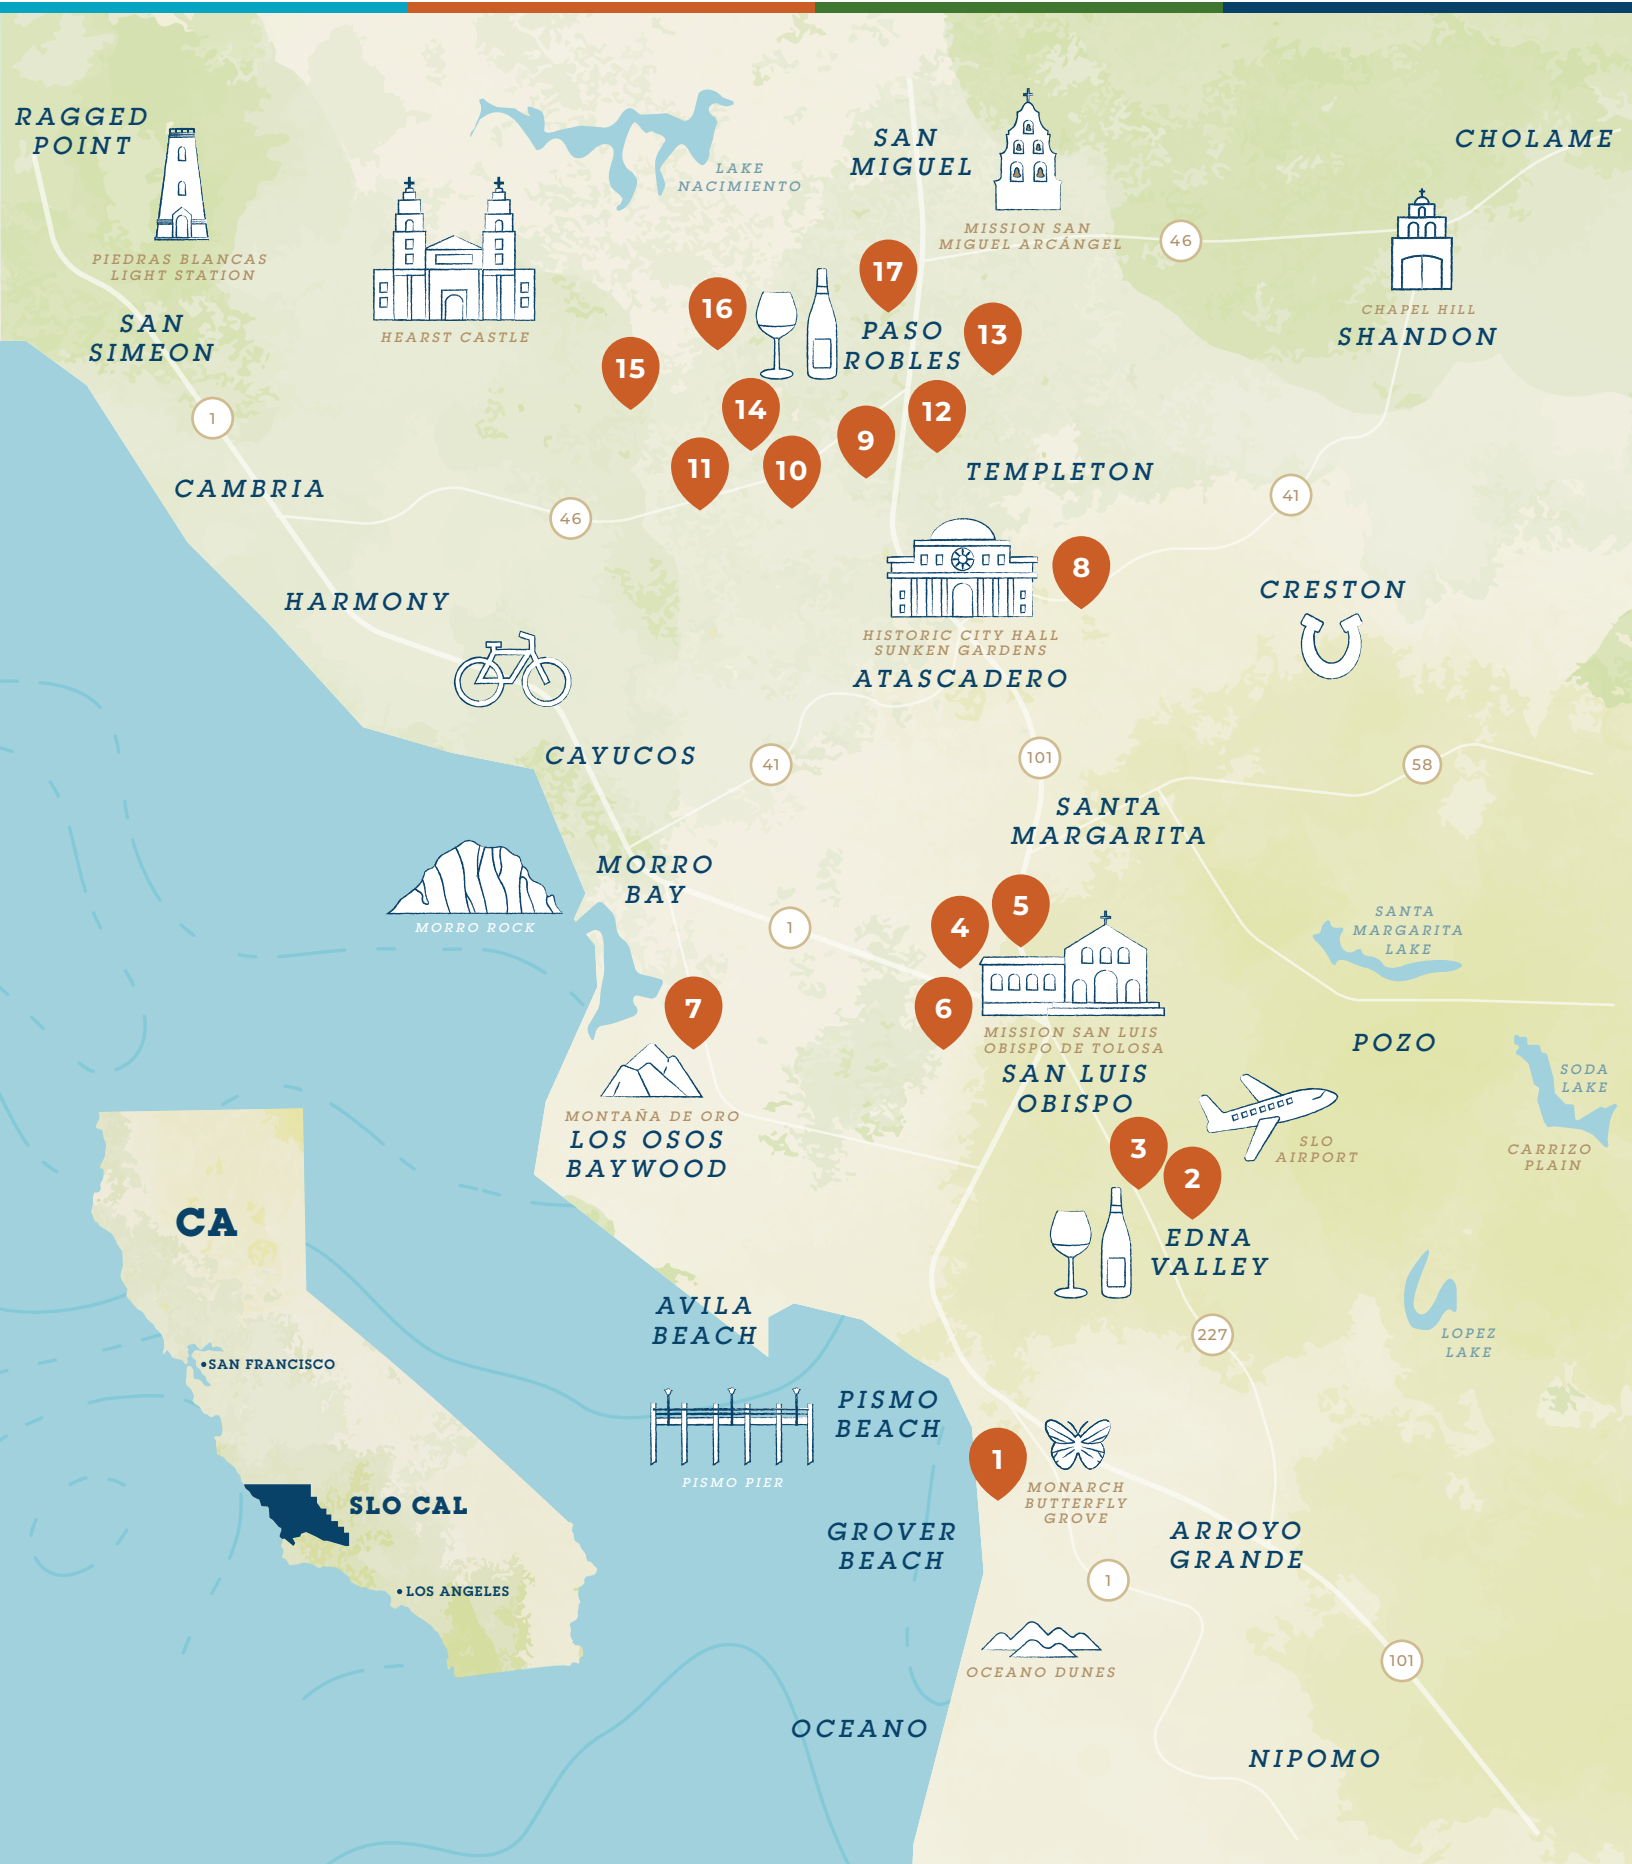 RAGGED
POINT
PIEDRAS BLANCAS
LIGHT STATION
SAN
SIMEON
HEARST CASTLE
LAKE
NACIMIENTO
SAN
MIGUEL
MISSION SAN
MIGUEL ARCÁNGEL
46
CHOLAME
CHAPEL HILL
SHANDON
17
16
PASO
ROBLES
13
15
14
12
9
11
10
1
CAMBRIA
46
TEMPLETON
41
8
HISTORIC CITY HALL
SUNKEN GARDENS
ATASCADERO
CRESTON
HARMONY
CAYUCOS
41
101
58
SANTA
MARGARITA
MORRO
BAY
MORRO ROCK
1
4
5
6
SANTA
MARGARITA
LAKE
7
MISSION SAN LUIS
OBISPO DE TOLOSA
SAN LUIS
OBISPO
POZO
SODA
LAKE
CARRIZO
PLAIN
MONTAÑA DE ORO
LOS OSOS
BAYWOOD
SLO
AIRPORT
3
2
EDNA
VALLEY
227
LOPEZ
LAKE
AVILA
BEACH
PISMO
BEACH
PISMO PIER
1
MONARCH
BUTTERFLY
GROVE
GROVER
BEACH
ARROYO
GRANDE
1
OCEANO DUNES
101
OCEANO
NIPOMO
CA
SAN FRANCISCO
SLO CAL
LOS ANGELES